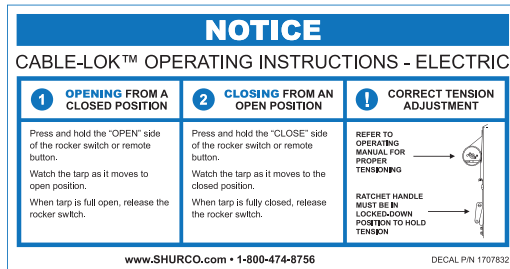 NOTICE
CABLE-LOK™ OPERATING INSTRUCTIONS - ELECTRIC
1
OPENING FROM A
CLOSED POSITION
Press and hold the “OPEN” side
of the rocker switch or remote
button.
Watch the tarp as it moves to
open position.
When tarp is full open, release the
rocker switch.
2
CLOSING FROM AN
OPEN POSITION
Press and hold the “CLOSE” side
of the rocker switch or remote
button.
Watch the tarp as it moves to the
closed position.
When tarp is fully closed, release
the rocker switch.
!
CORRECT TENSION
ADJUSTMENT
REFER TO
OPERATING
MANUAL FOR
PROPER
TENSIONING
RATCHET HANDLE
MUST BE IN
LOCKED-DOWN
POSITION TO HOLD
TENSION
www.SHURCO.com • 1-800-474-8756
DECAL P/N 1707832